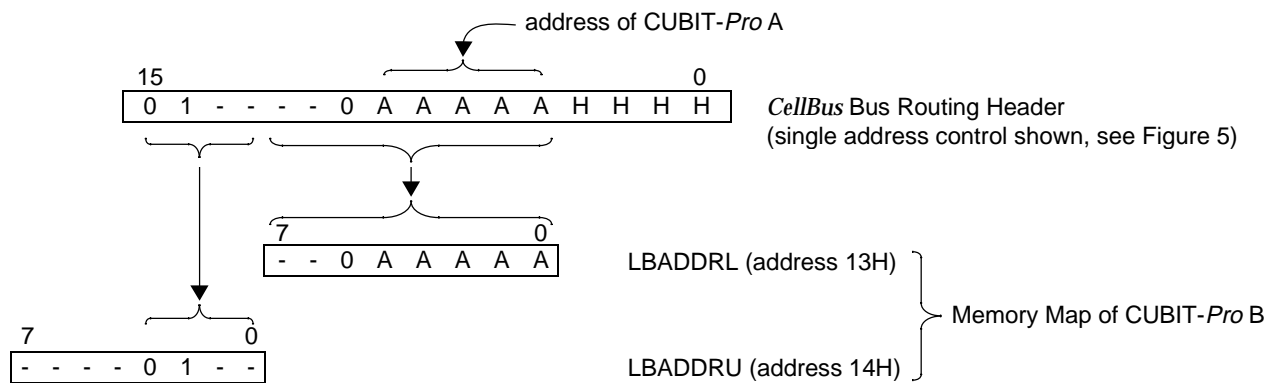 address of CUBIT-Pro A
15 0
0 1 - - - - 0 A A A A A H H H H
CellBus Bus Routing Header
(single address control shown, see Figure 5)
7 0
- - 0 A A A A A
LBADDRL (address 13H)
Memory Map of CUBIT-Pro B
7 0
- - - - 0 1 - -
LBADDRU (address 14H)